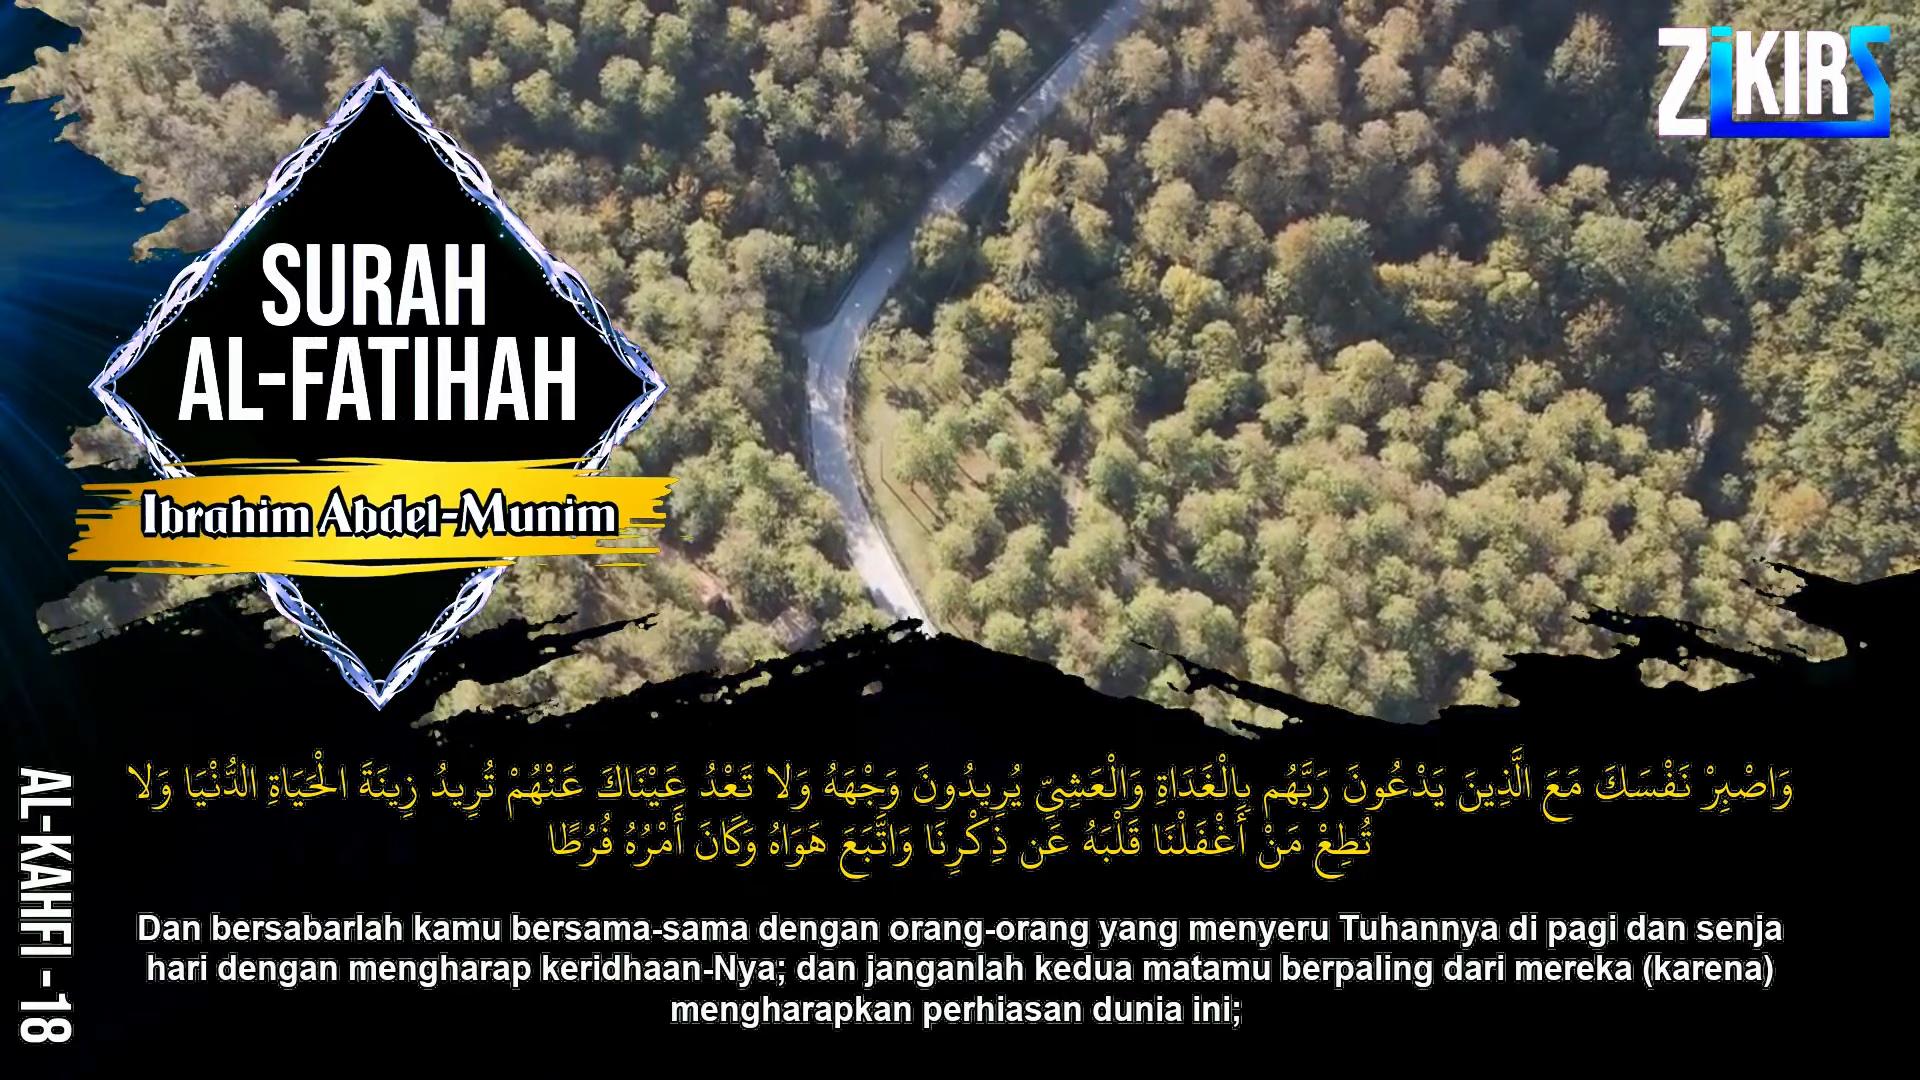 ZiKIRS
SURAH
AL-FATIHAH
Ibrahim Abdel-Munim
AL-KAHFI - 18
وَاصْبِرْ نَفْسَكَ مَعَ الَّذِينَ يَدْعُونَ رَبَّهُم بِالْغَدَاةِ وَالْعَشِيِّ يُرِيدُونَ وَجْهَهُ وَلَا تَعْدُ عَيْنَاكَ عَنْهُمْ تُرِيدُ زِينَةَ الْحَيَاةِ الدُّنْيَا وَلَا
تُطِعْ مَنْ أَغْفَلْنَا قَلْبَهُ عَن ذِكْرِنَا وَاتَّبَعَ هَوَاهُ وَكَانَ أَمْرُهُ فُرُطًا
Dan bersabarlah kamu bersama-sama dengan orang-orang yang menyeru Tuhannya di pagi dan senja
hari dengan mengharap keridhaan-Nya; dan janganlah kedua matamu berpaling dari mereka (karena)
mengharapkan perhiasan dunia ini;